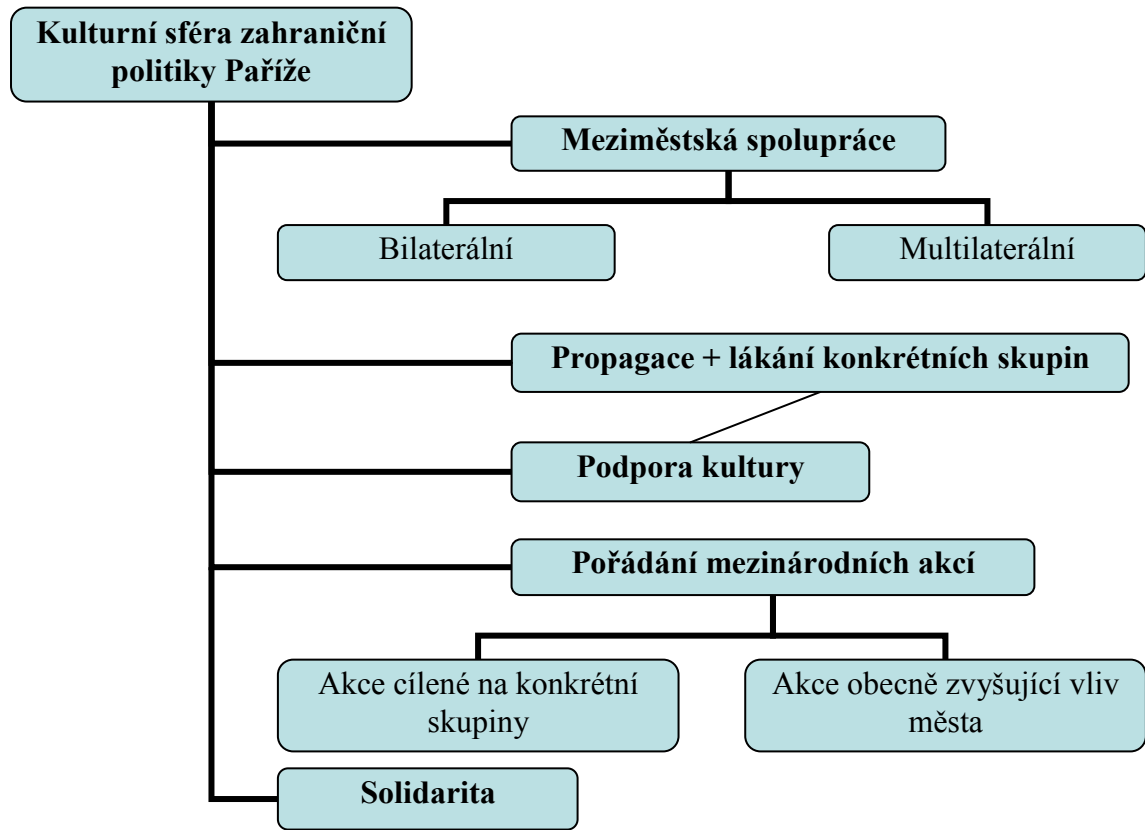 Kulturní sféra zahraniční
politiky Paříže
Meziměstská spolupráce
Bilaterální
Multilaterální
Propagace + lákání konkrétních skupin
Podpora kultury
Pořádání mezinárodních akcí
Akce cílené na konkrétní
skupiny
Akce obecně zvyšující vliv
města
Solidarita